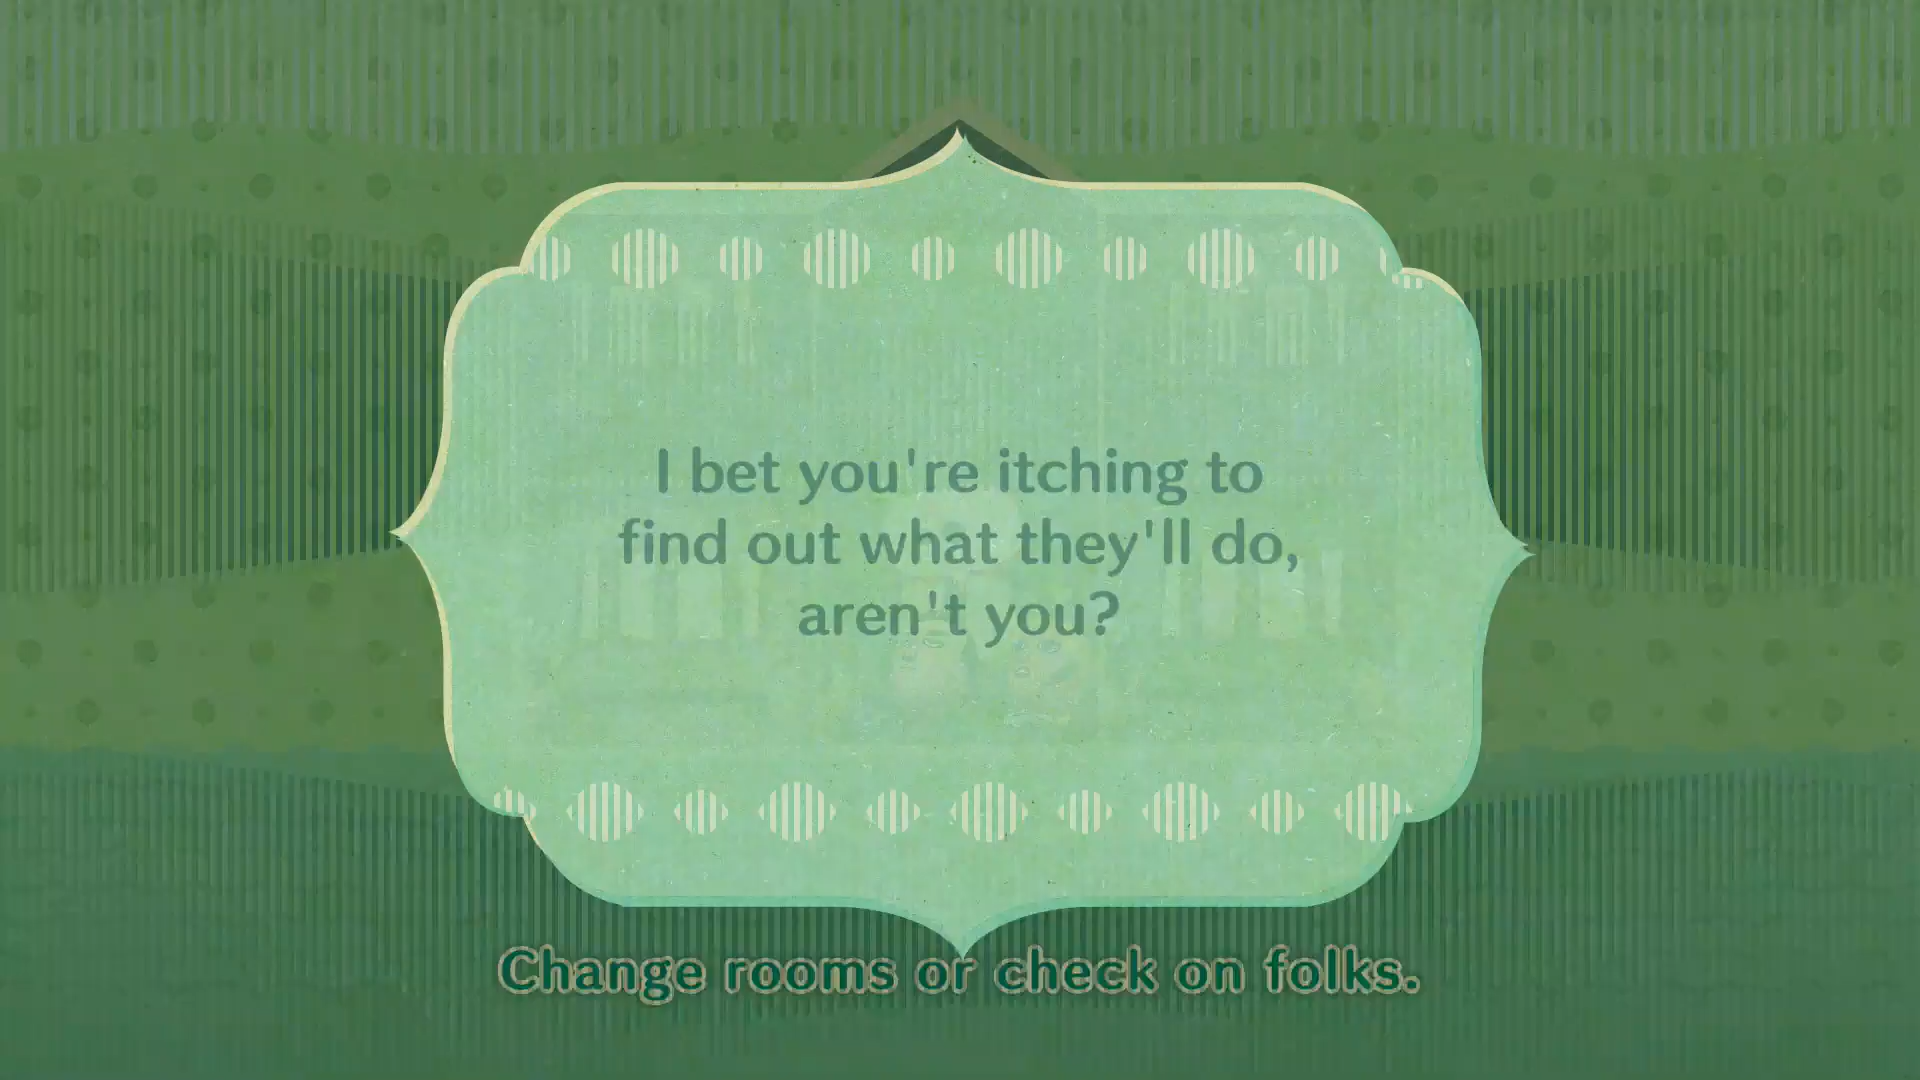 I bet you're itching to
find out what they'll do,
aren't you?
Change rooms or check on folks.